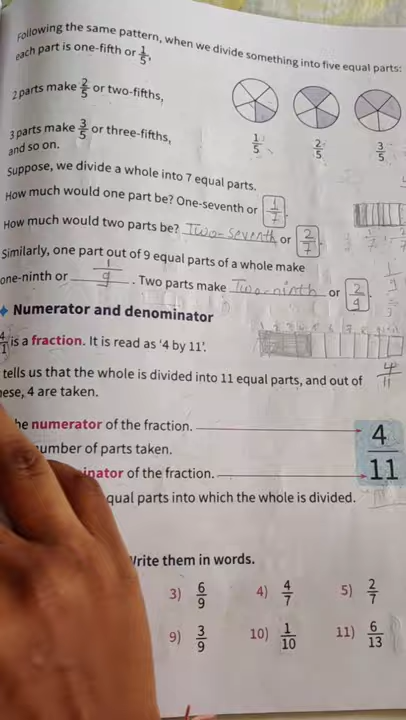 Following the same pattern, when we divide something into five equal parts:
each part is one-fifth or 1/5,
2 parts make 2/5 or two-fifths,
3 parts make 3/5 or three-fifths,
and so on.
1/5 2/5 3/5
Suppose, we divide a whole into 7 equal parts.
How much would one part be? One-seventh or 1/7.
How much would two parts be? Two-seventh or 2/7.
Similarly, one part out of 9 equal parts of a whole make
one-ninth or 1/9. Two parts make Two-ninth or 2/9.
Numerator and denominator
is a fraction. It is read as ‘4 by 11’.
tells us that the whole is divided into 11 equal parts, and out of
4/11
these, 4 are taken.
he numerator of the fraction.
4/11
umber of parts taken.
inator of the fraction.
qual parts into which the whole is divided.
Write them in words.
3) 6/9 4) 4/7 5) 2/7
9) 3/9 10) 1/10 11) 6/13